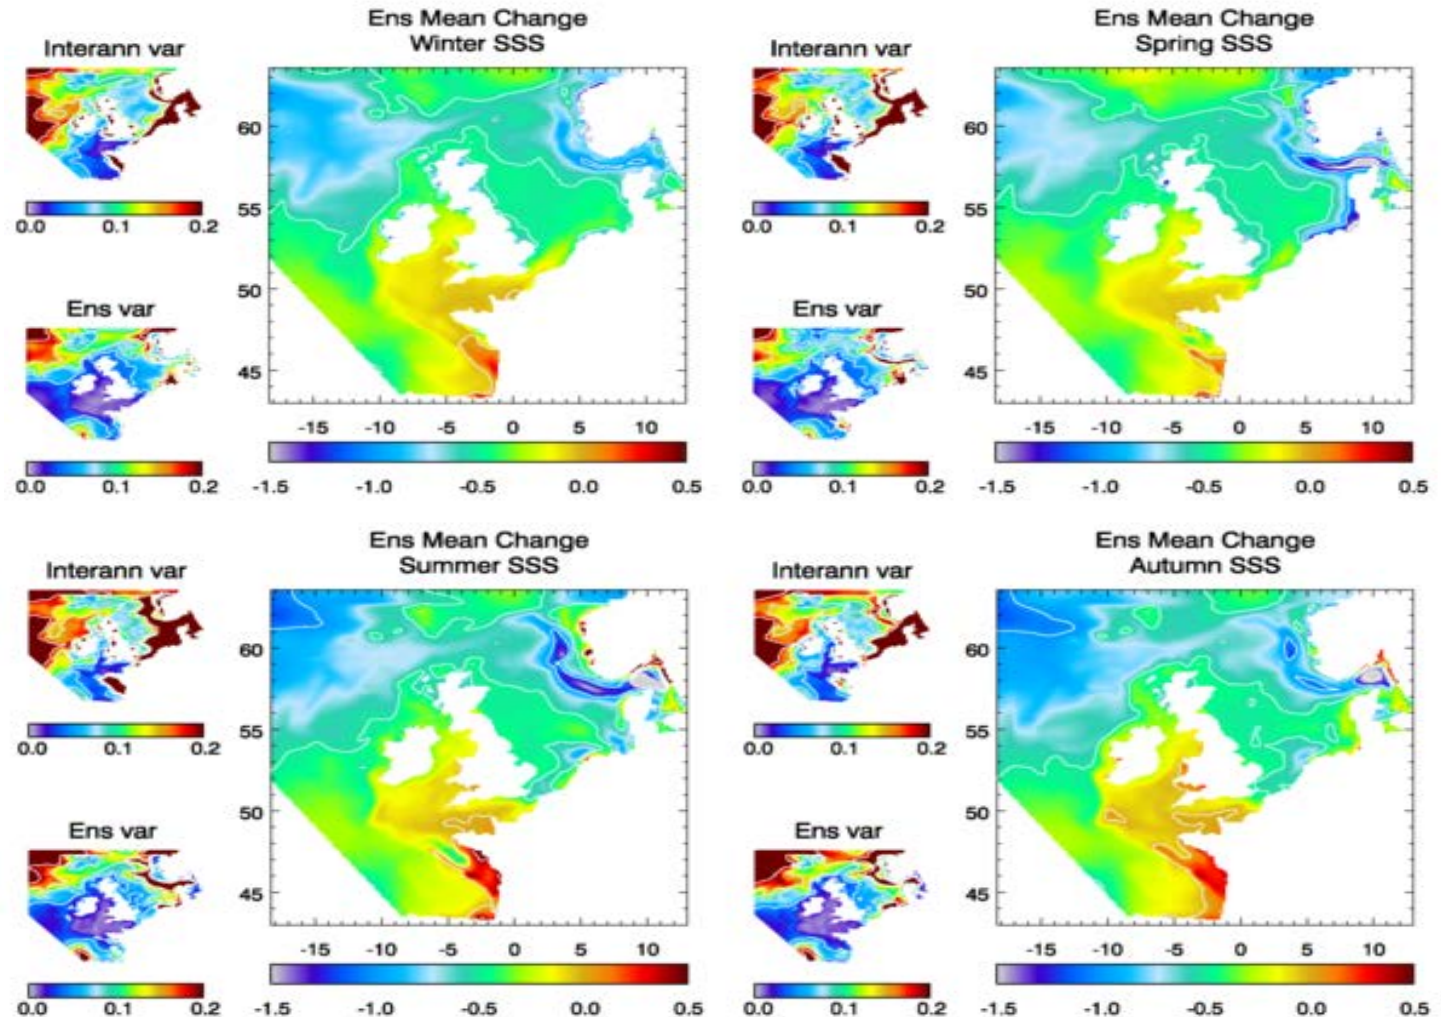 Ens Mean Change
Winter SSS
Interann var
60
55
50
45
0.0 0.1 0.2
Ens var
0.0 0.1 0.2
-15 -10 -5 0 5 10
-1.5 -1.0 -0.5 0.0 0.5
Ens Mean Change
Spring SSS
Interann var
60
55
50
45
0.0 0.1 0.2
Ens var
0.0 0.1 0.2
-15 -10 -5 0 5 10
-1.5 -1.0 -0.5 0.0 0.5
Ens Mean Change
Summer SSS
Interann var
60
55
50
45
0.0 0.1 0.2
Ens var
0.0 0.1 0.2
-15 -10 -5 0 5 10
-1.5 -1.0 -0.5 0.0 0.5
Ens Mean Change
Autumn SSS
Interann var
60
55
50
45
0.0 0.1 0.2
Ens var
0.0 0.1 0.2
-15 -10 -5 0 5 10
-1.5 -1.0 -0.5 0.0 0.5